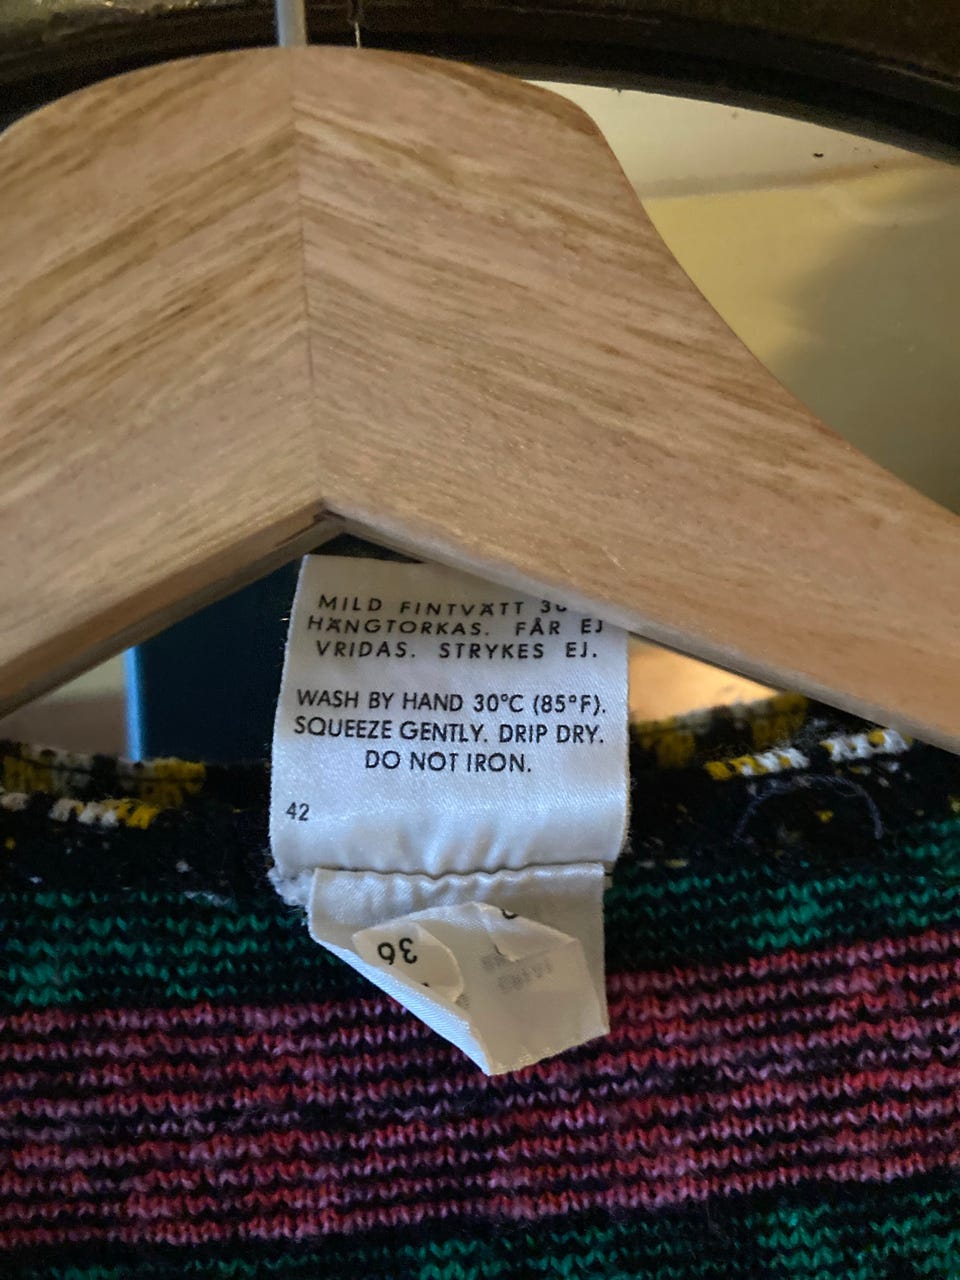 MILD FINTVÄTT
HÄNGTORKAS. FÅR EJ
VRIDAS. STRYKES EJ.
WASH BY HAND 30°C (85°F).
SQUEEZE GENTLY. DRIP DRY.
DO NOT IRON.
42
36